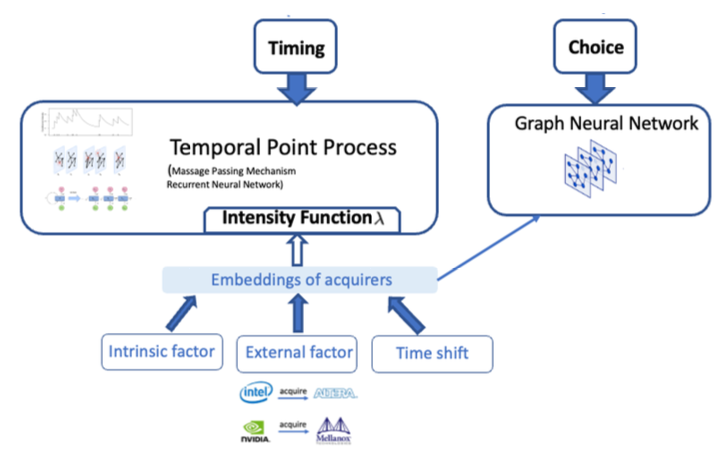 Timing
Choice
Temporal Point Process
(Massage Passing Mechanism
Recurrent Neural Network)
Intensity Function λ
Graph Neural Network
Embeddings of acquirers
Intrinsic factor
External factor
Time shift
intel acquire ALTERA
NVIDIA acquire Mellanox